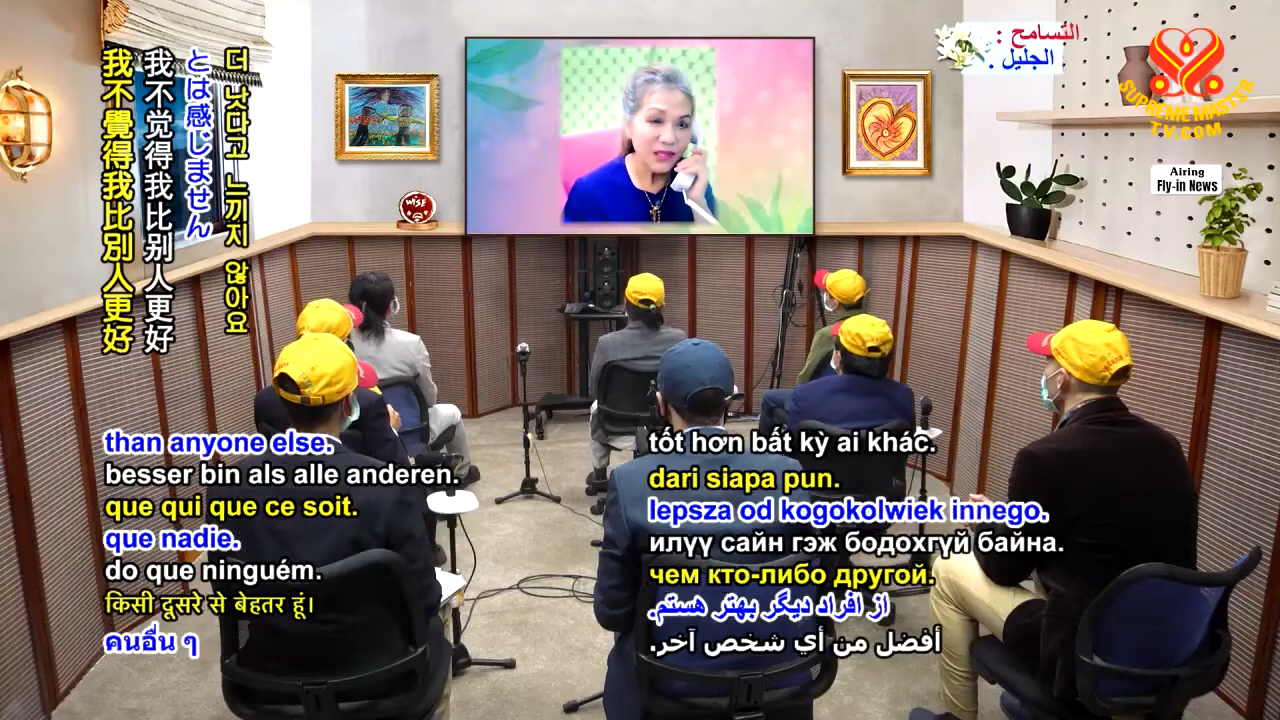 التسامح :
الجليل .
SUPREME MASTER
TV.COM
Airing
Fly-in News
WiSE
더 낫다고 느끼지 않아요
とは感じません
我不觉得我比别人更好
我不覺得我比別人更好
than anyone else.
besser bin als alle anderen.
que qui que ce soit.
que nadie.
do que ninguém.
किसी दूसरे से बेहतर हूं।
คนอื่น ๆ
tốt hơn bất kỳ ai khác.
dari siapa pun.
lepsza od kogokolwiek innego.
илүү сайн гэж бодохгүй байна.
чем кто-либо другой.
از افراد دیگر بهتر هستم.
أفضل من أي شخص آخر.